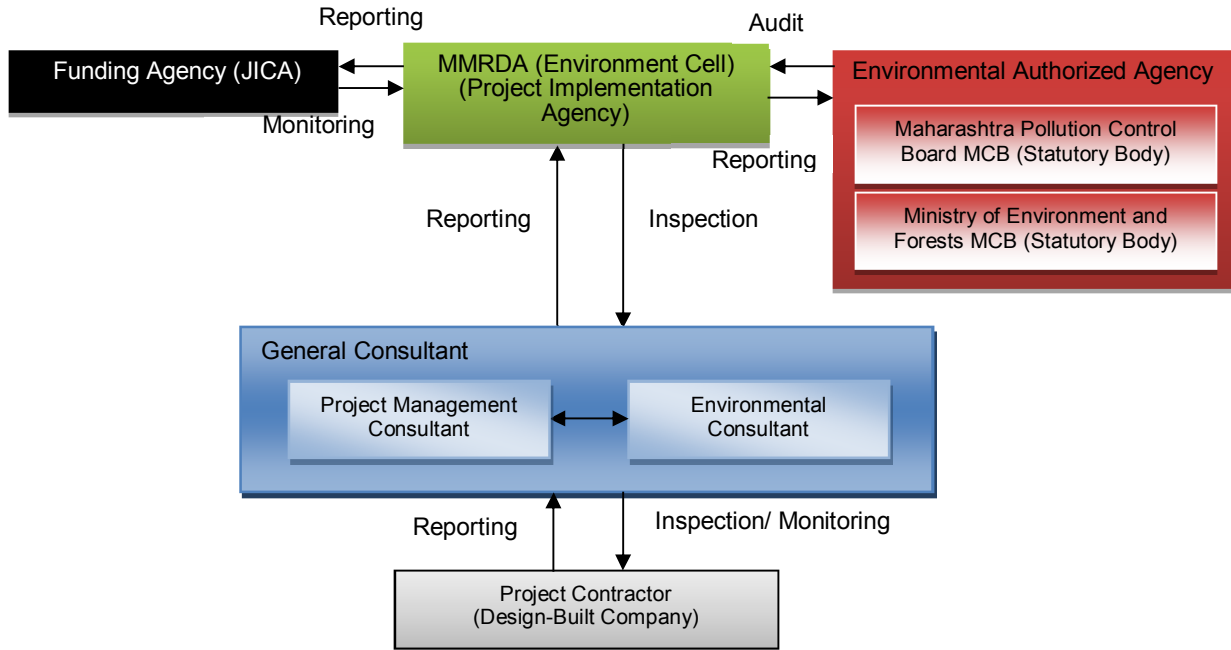 Reporting
Audit
Funding Agency (JICA)
MMRDA (Environment Cell)
(Project Implementation
Agency)
Environmental Authorized Agency
Monitoring
Reporting
Maharashtra Pollution Control
Board MCB (Statutory Body)
Ministry of Environment and
Forests MCB (Statutory Body)
Reporting
Inspection
General Consultant
Project Management
Consultant
Environmental
Consultant
Reporting
Inspection/ Monitoring
Project Contractor
(Design-Built Company)